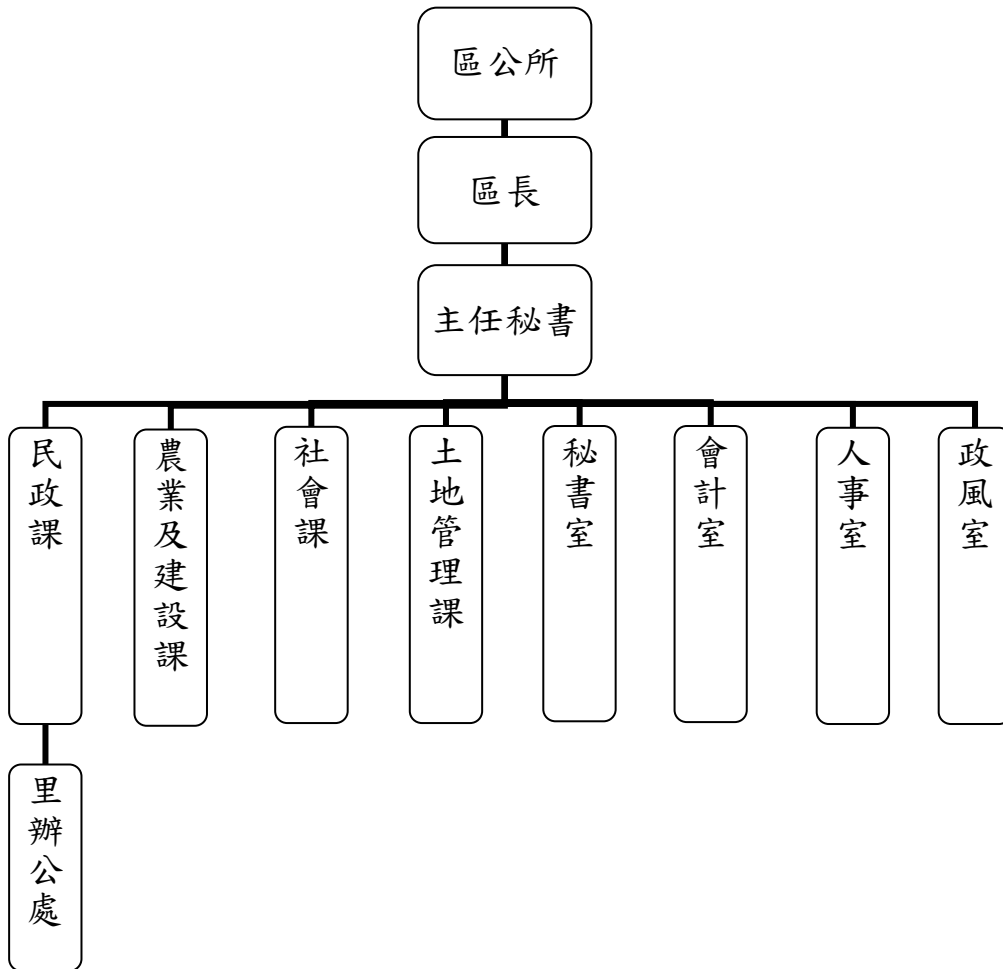 區公所
區長
主任秘書
民政課
農業及建設課
社會課
土地管理課
秘書室
會計室
人事室
政風室
里辦公處